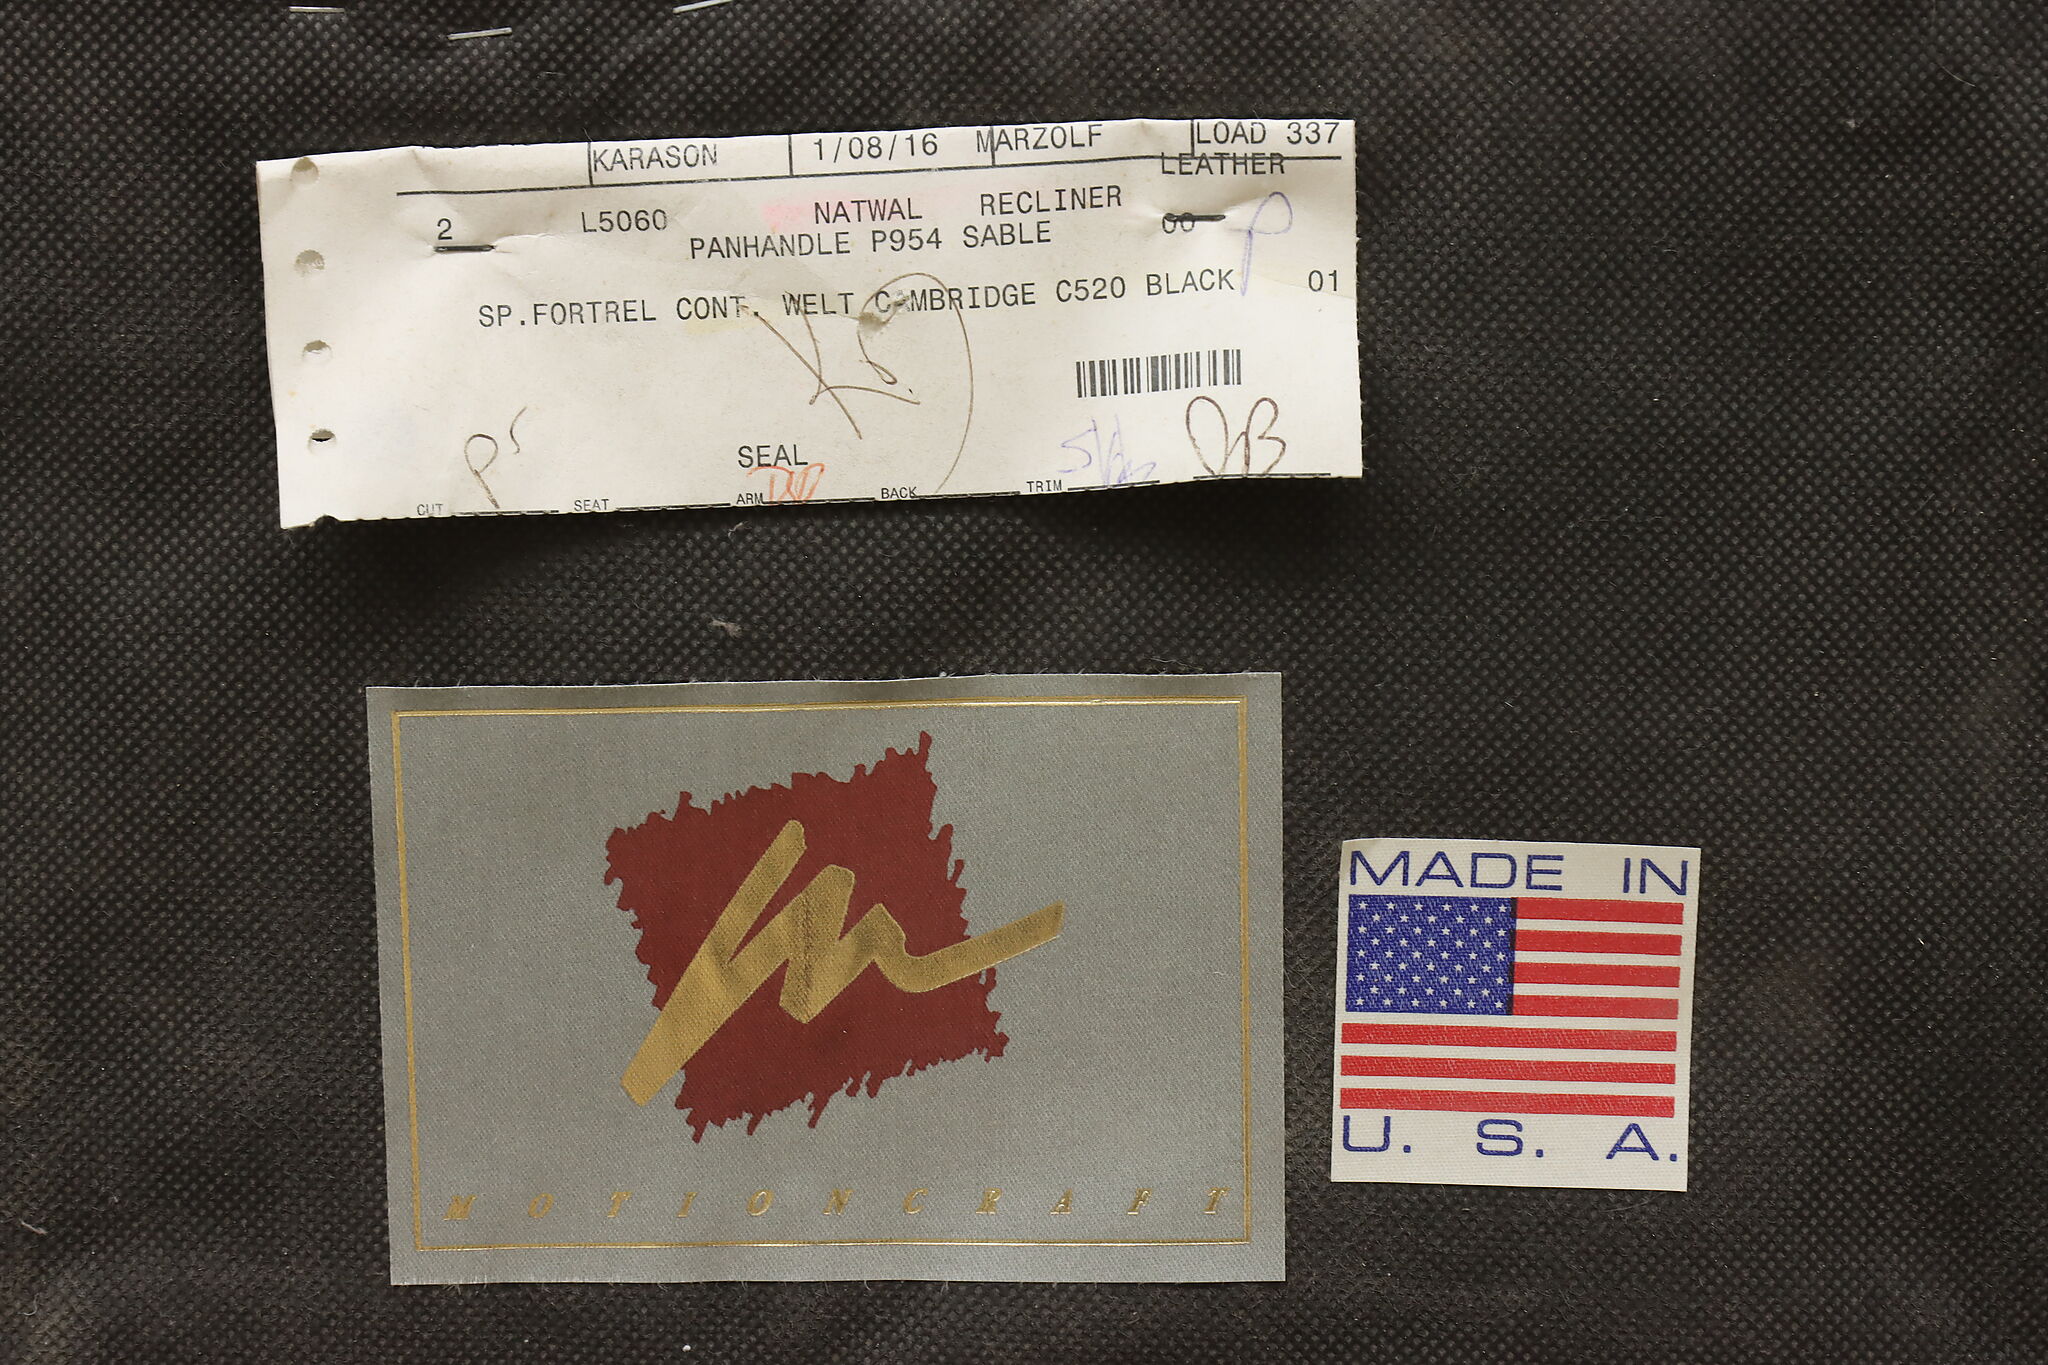 KARASON 1/08/16 MARZOLF LOAD 337
LEATHER
2 L5060 NATWAL RECLINER 00 P
PANHANDLE P954 SABLE
SP.FORTREL CONT. WELT CAMBRIDGE C520 BLACK 01
SEAL
CUT SEAT ARM BACK TRIM
MADE IN
U. S. A.
MOTIONCRAFT